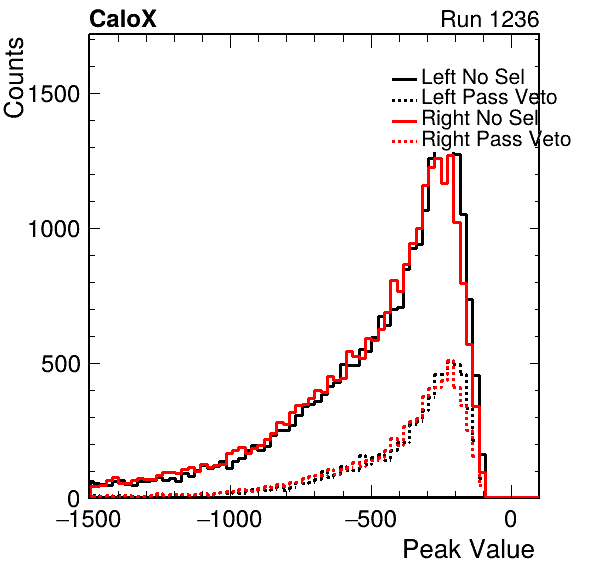 CaloX Run 1236
Counts
Left No Sel
Left Pass Veto
Right No Sel
Right Pass Veto
1500
1000
500
0
−1500 −1000 −500 0
Peak Value